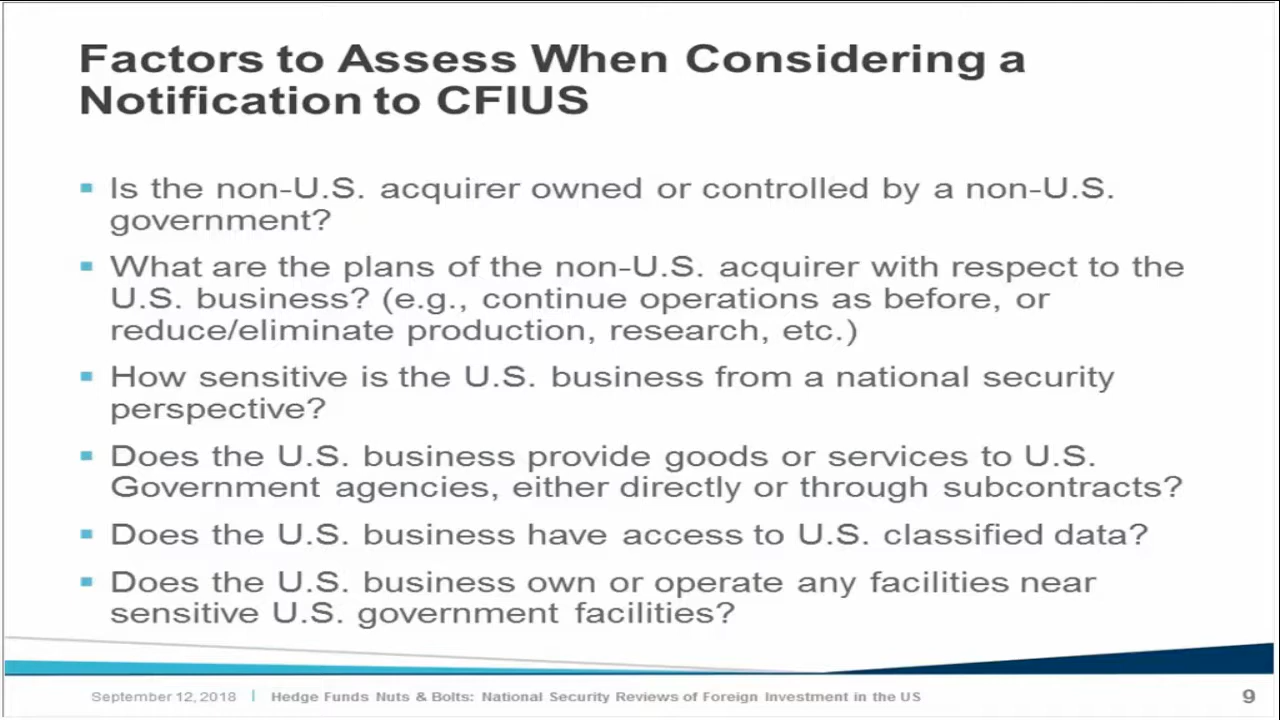 Factors to Assess When Considering a
Notification to CFIUS
▪ Is the non-U.S. acquirer owned or controlled by a non-U.S.
government?
▪ What are the plans of the non-U.S. acquirer with respect to the
U.S. business? (e.g., continue operations as before, or
reduce/eliminate production, research, etc.)
▪ How sensitive is the U.S. business from a national security
perspective?
▪ Does the U.S. business provide goods or services to U.S.
Government agencies, either directly or through subcontracts?
▪ Does the U.S. business have access to U.S. classified data?
▪ Does the U.S. business own or operate any facilities near
sensitive U.S. government facilities?
September 12, 2018 | Hedge Funds Nuts & Bolts: National Security Reviews of Foreign Investment in the US 9